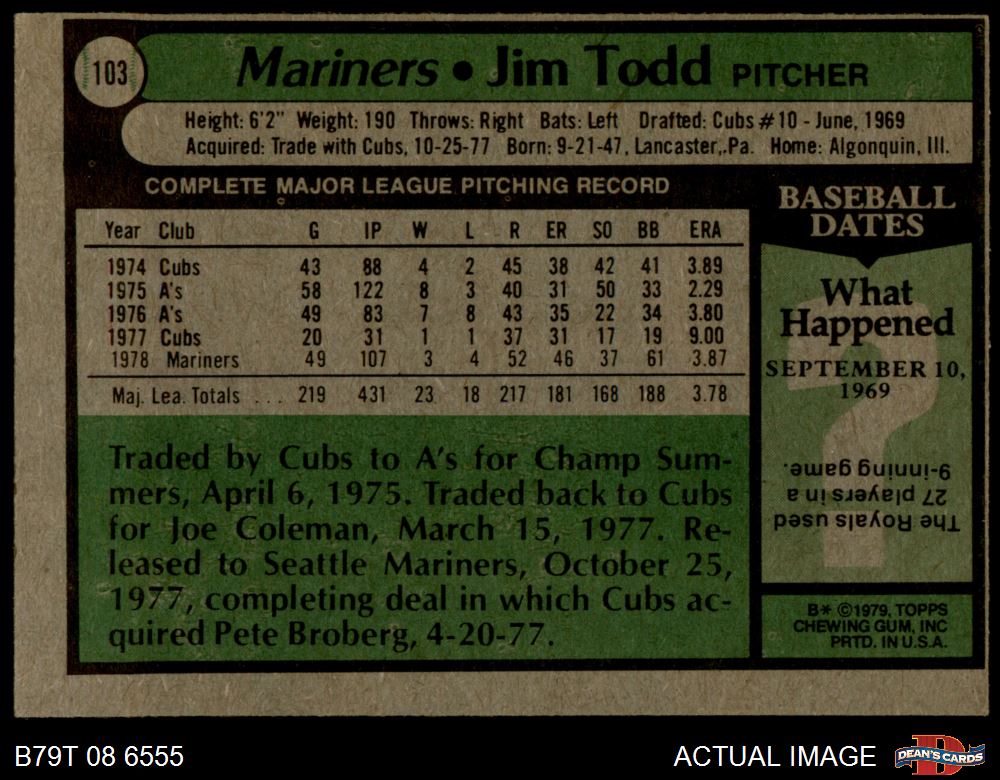 103
Mariners • Jim Todd PITCHER
Height: 6'2" Weight: 190 Throws: Right Bats: Left Drafted: Cubs #10 - June, 1969
Acquired: Trade with Cubs, 10-25-77 Born: 9-21-47, Lancaster, Pa. Home: Algonquin, Ill.
COMPLETE MAJOR LEAGUE PITCHING RECORD
Year Club G IP W L R ER SO BB ERA
1974 Cubs 43 88 4 2 45 38 42 41 3.89
1975 A's 58 122 8 3 40 31 50 33 2.29
1976 A's 49 83 7 8 43 35 22 34 3.80
1977 Cubs 20 31 1 1 37 31 17 19 9.00
1978 Mariners 49 107 3 4 52 46 37 61 3.87
Maj. Lea. Totals ... 219 431 23 18 217 181 168 188 3.78
Traded by Cubs to A's for Champ Sum-
mers, April 6, 1975. Traded back to Cubs
for Joe Coleman, March 15, 1977. Re-
leased to Seattle Mariners, October 25,
1977, completing deal in which Cubs ac-
quired Pete Broberg, 4-20-77.
BASEBALL
DATES
What
Happened
SEPTEMBER 10,
1969
The Royals used
27 players in a
9-inning game.
B* ©1979, TOPPS
CHEWING GUM, INC
PRTD. IN U.S.A.
B79T 08 6555
ACTUAL IMAGE
DEAN'S CARDS